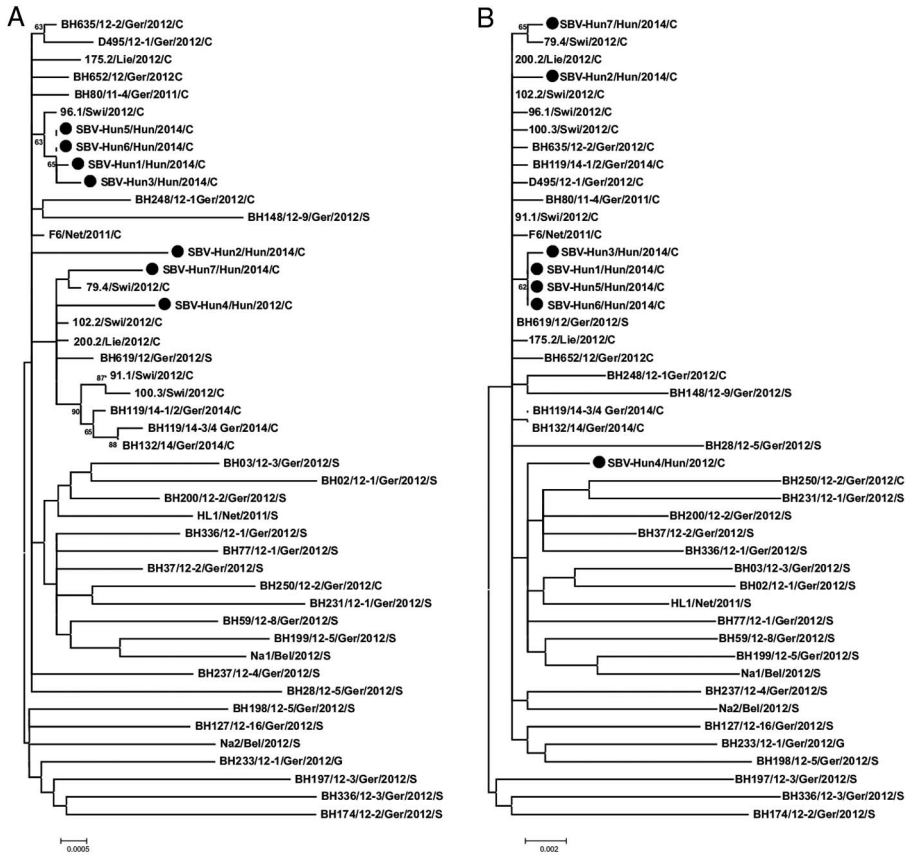 A
63
BH635/12-2/Ger/2012/C
D495/12-1/Ger/2012/C
175.2/Lie/2012/C
BH652/12/Ger/2012C
BH80/11-4/Ger/2011/C
96.1/Swi/2012/C
SBV-Hun5/Hun/2014/C
63
SBV-Hun6/Hun/2014/C
65
SBV-Hun1/Hun/2014/C
SBV-Hun3/Hun/2014/C
BH248/12-1Ger/2012/C
BH148/12-9/Ger/2012/S
F6/Net/2011/C
SBV-Hun2/Hun/2014/C
SBV-Hun7/Hun/2014/C
79.4/Swi/2012/C
SBV-Hun4/Hun/2012/C
102.2/Swi/2012/C
200.2/Lie/2012/C
BH619/12/Ger/2012/S
87
91.1/Swi/2012/C
100.3/Swi/2012/C
90
BH119/14-1/2/Ger/2014/C
65
BH119/14-3/4 Ger/2014/C
88
BH132/14/Ger/2014/C
BH03/12-3/Ger/2012/S
BH02/12-1/Ger/2012/S
BH200/12-2/Ger/2012/S
HL1/Net/2011/S
BH336/12-1/Ger/2012/S
BH77/12-1/Ger/2012/S
BH37/12-2/Ger/2012/S
BH250/12-2/Ger/2012/C
BH231/12-1/Ger/2012/S
BH59/12-8/Ger/2012/S
BH199/12-5/Ger/2012/S
Na1/Bel/2012/S
BH237/12-4/Ger/2012/S
BH28/12-5/Ger/2012/S
BH198/12-5/Ger/2012/S
BH127/12-16/Ger/2012/S
Na2/Bel/2012/S
BH233/12-1/Ger/2012/G
BH197/12-3/Ger/2012/S
BH336/12-3/Ger/2012/S
BH174/12-2/Ger/2012/S
0.0005
B
65
SBV-Hun7/Hun/2014/C
79.4/Swi/2012/C
200.2/Lie/2012/C
SBV-Hun2/Hun/2014/C
102.2/Swi/2012/C
96.1/Swi/2012/C
100.3/Swi/2012/C
BH635/12-2/Ger/2012/C
BH119/14-1/2/Ger/2014/C
D495/12-1/Ger/2012/C
BH80/11-4/Ger/2011/C
91.1/Swi/2012/C
F6/Net/2011/C
SBV-Hun3/Hun/2014/C
SBV-Hun1/Hun/2014/C
62
SBV-Hun5/Hun/2014/C
SBV-Hun6/Hun/2014/C
BH619/12/Ger/2012/S
175.2/Lie/2012/C
BH652/12/Ger/2012C
BH248/12-1Ger/2012/C
BH148/12-9/Ger/2012/S
BH119/14-3/4 Ger/2014/C
BH132/14/Ger/2014/C
BH28/12-5/Ger/2012/S
SBV-Hun4/Hun/2012/C
BH250/12-2/Ger/2012/C
BH231/12-1/Ger/2012/S
BH200/12-2/Ger/2012/S
BH37/12-2/Ger/2012/S
BH336/12-1/Ger/2012/S
BH03/12-3/Ger/2012/S
BH02/12-1/Ger/2012/S
HL1/Net/2011/S
BH77/12-1/Ger/2012/S
BH59/12-8/Ger/2012/S
BH199/12-5/Ger/2012/S
Na1/Bel/2012/S
BH237/12-4/Ger/2012/S
Na2/Bel/2012/S
BH127/12-16/Ger/2012/S
BH233/12-1/Ger/2012/G
BH198/12-5/Ger/2012/S
BH197/12-3/Ger/2012/S
BH336/12-3/Ger/2012/S
BH174/12-2/Ger/2012/S
0.002